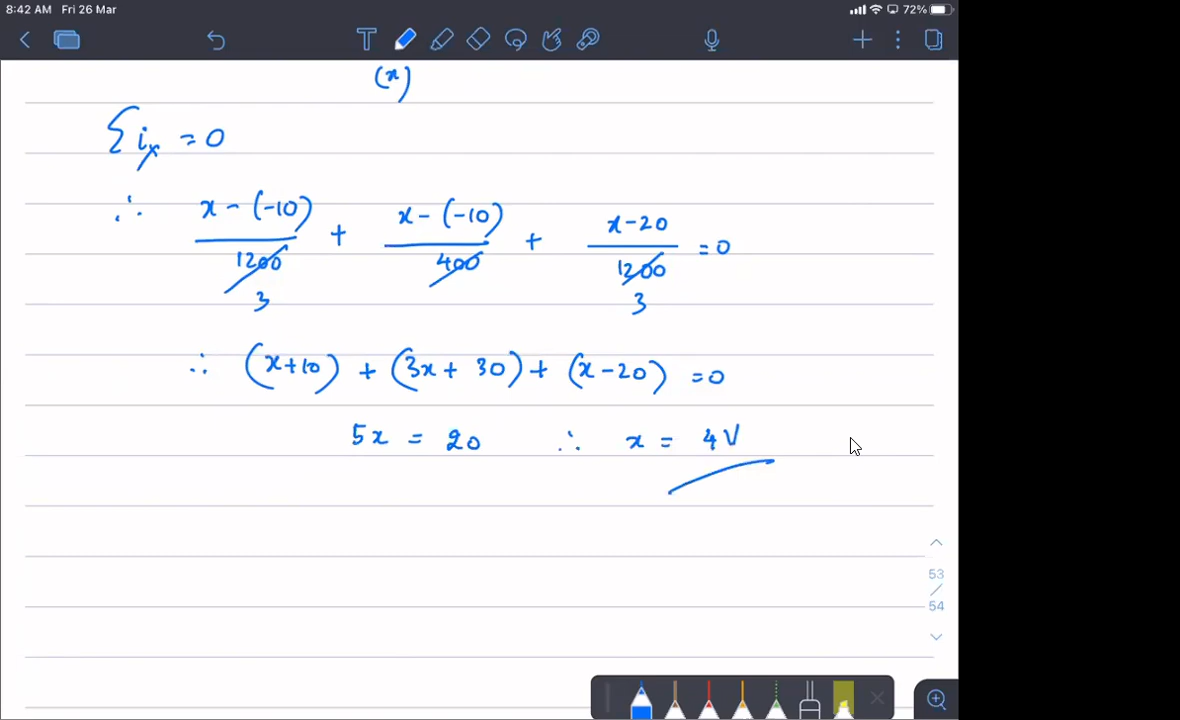 8:42 AM Fri 26 Mar 72%
(x)
Σ iₓ = 0
∴ x - (-10) / 1200 + x - (-10) / 400 + x - 20 / 1200 = 0
3 3
∴ (x+10) + (3x + 30) + (x - 20) = 0
5x = 20 ∴ x = 4V
53
/
54